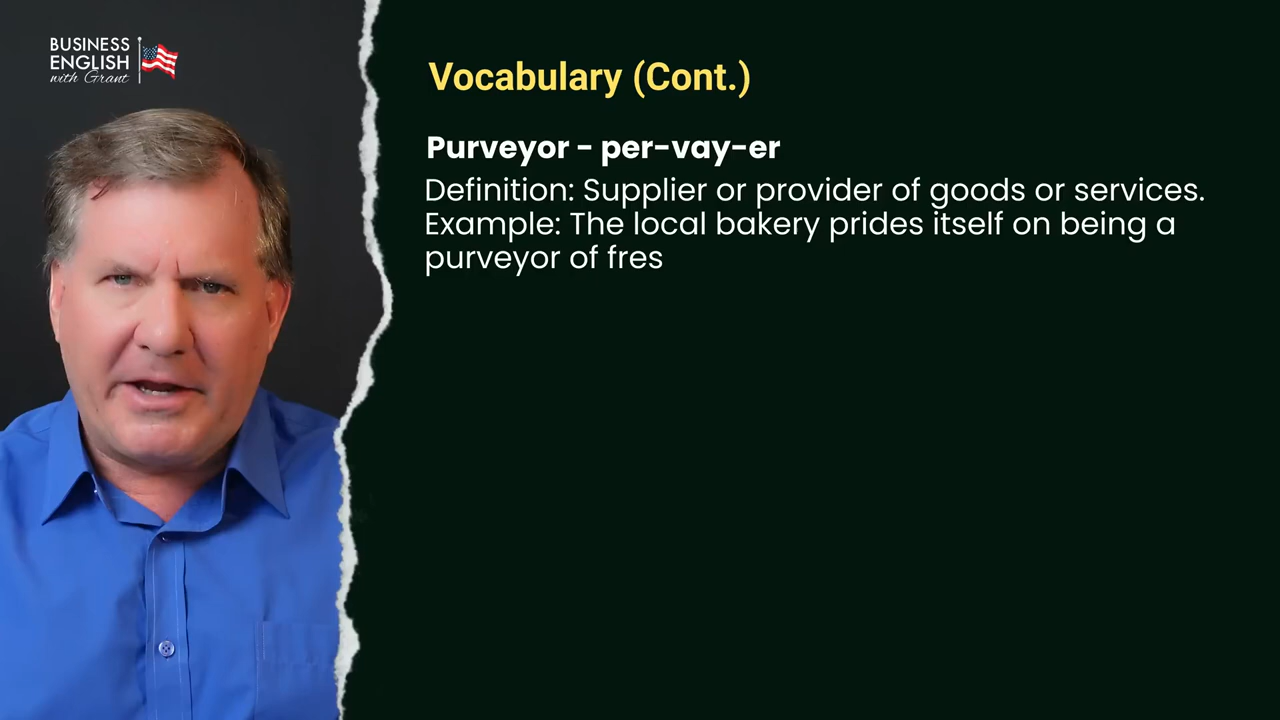 BUSINESS
ENGLISH
with Grant
Vocabulary (Cont.)
Purveyor - per-vay-er
Definition: Supplier or provider of goods or services.
Example: The local bakery prides itself on being a
purveyor of fres